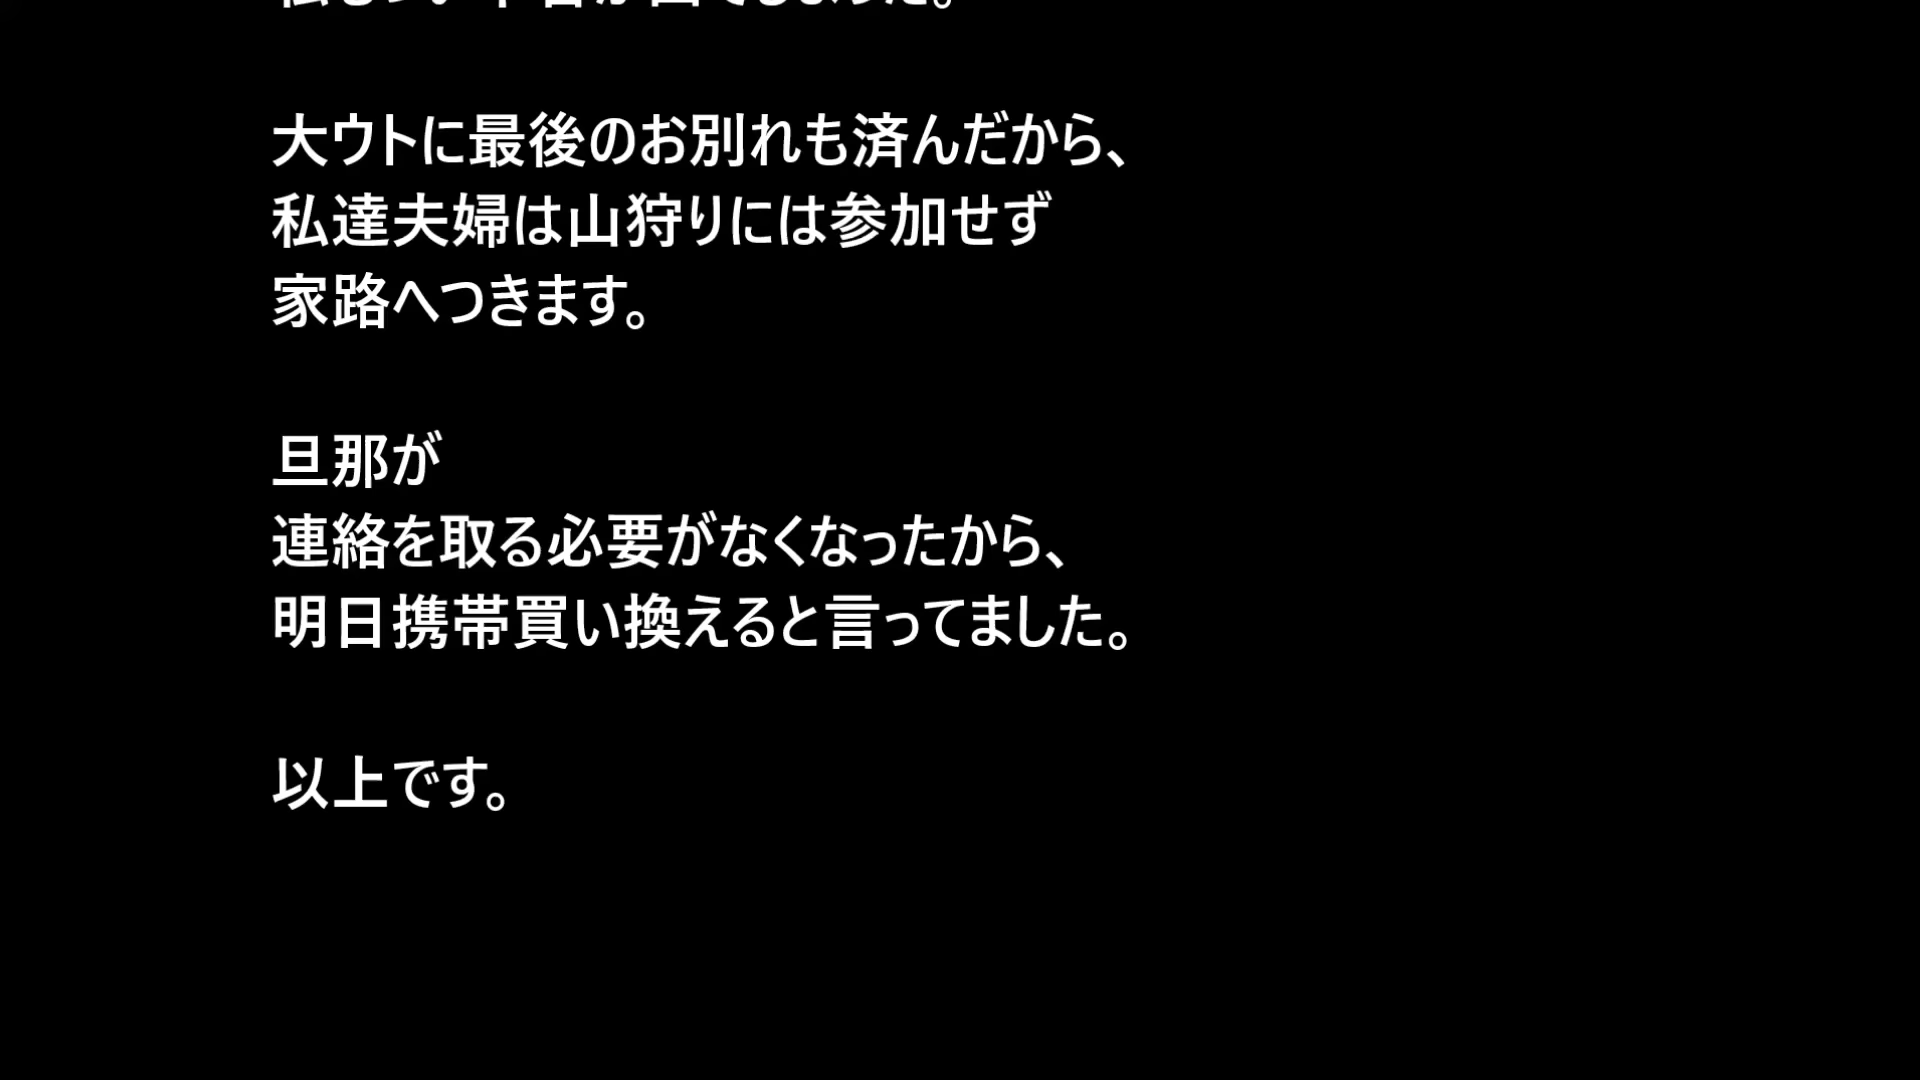 大ウトに最後のお別れも済んだから、
私達夫婦は山狩りには参加せず
家路へつきます。
旦那が
連絡を取る必要がなくなったから、
明日携帯買い換えると言ってました。
以上です。